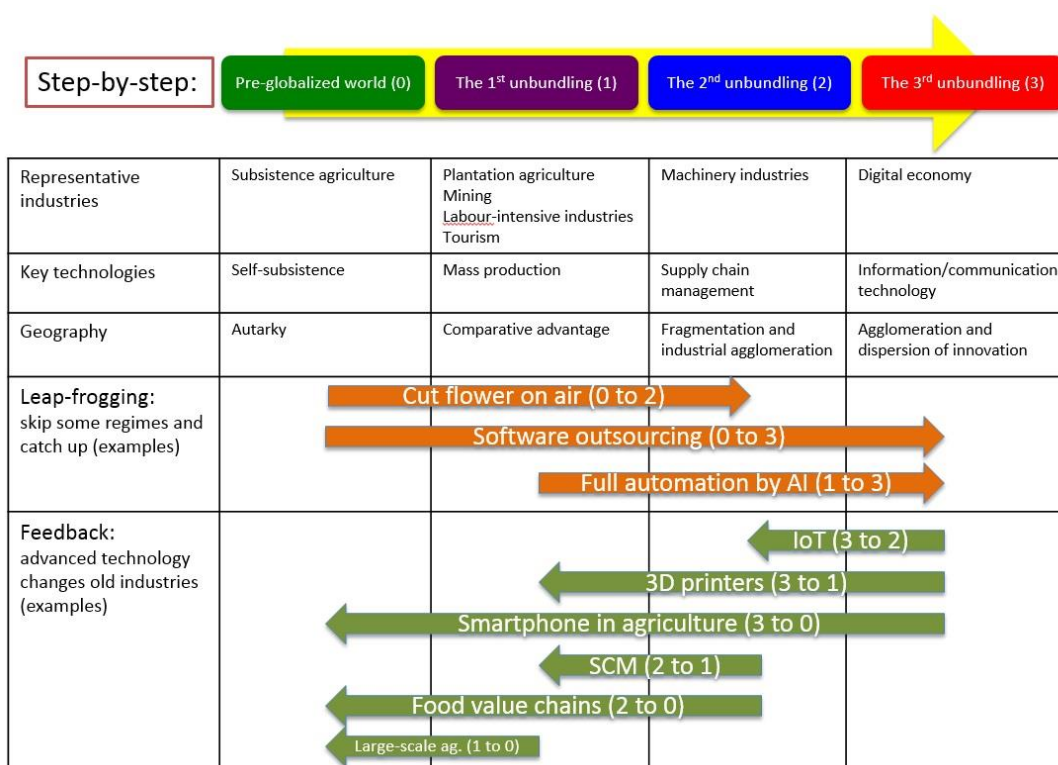 Step-by-step:
Pre-globalized world (0)
The 1st unbundling (1)
The 2nd unbundling (2)
The 3rd unbundling (3)
Representative
industries
Subsistence agriculture
Plantation agriculture
Mining
Labour-intensive industries
Tourism
Machinery industries
Digital economy
Key technologies
Self-subsistence
Mass production
Supply chain
management
Information/communication
technology
Geography
Autarky
Comparative advantage
Fragmentation and
industrial agglomeration
Agglomeration and
dispersion of innovation
Leap-frogging:
skip some regimes and
catch up (examples)
Cut flower on air (0 to 2)
Software outsourcing (0 to 3)
Full automation by AI (1 to 3)
Feedback:
advanced technology
changes old industries
(examples)
IoT (3 to 2)
3D printers (3 to 1)
Smartphone in agriculture (3 to 0)
SCM (2 to 1)
Food value chains (2 to 0)
Large-scale ag. (1 to 0)